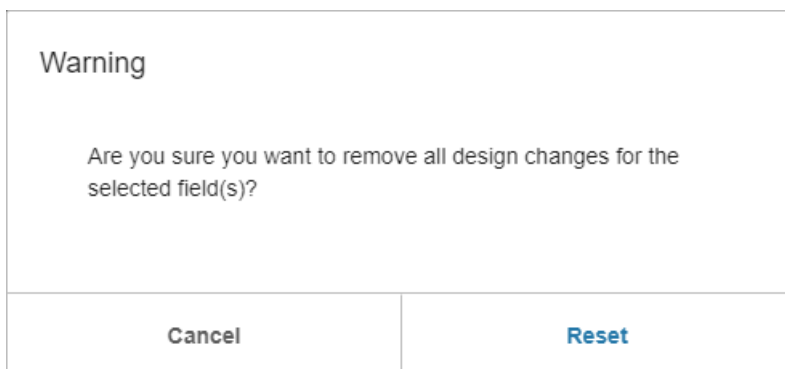 Warning
Are you sure you want to remove all design changes for the
selected field(s)?
Cancel
Reset